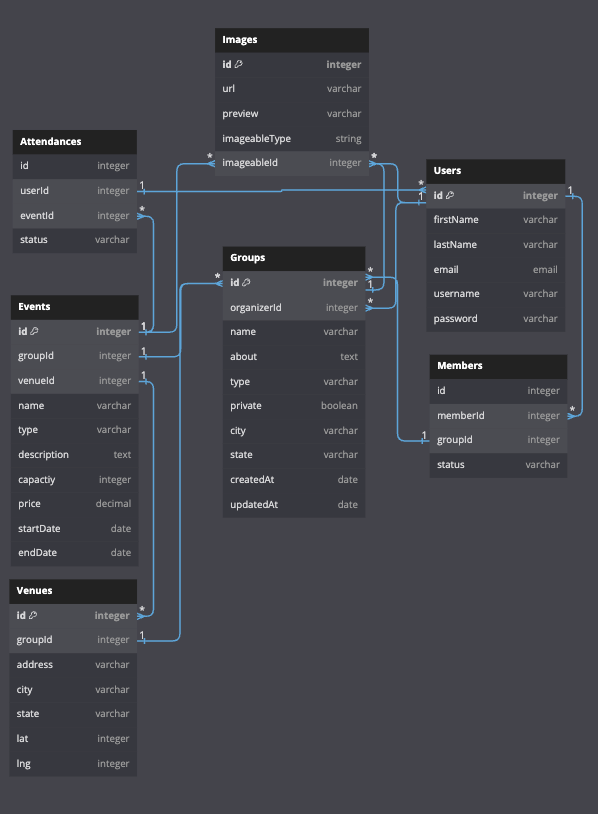 Images
id integer
url varchar
preview varchar
imageableType string
imageableId integer
* *
Attendances
id integer
userId integer 1
eventId integer *
status varchar
Users
* id integer 1
1
firstName varchar
lastName varchar
email email
username varchar
password varchar
Groups
* id integer *
1
organizerId integer *
name varchar
about text
type varchar
private boolean
city varchar
state varchar
createdAt date
updatedAt date
Events
id integer 1
groupId integer 1
venueId integer 1
name varchar
type varchar
description text
capactiy integer
price decimal
startDate date
endDate date
Members
id integer
memberId integer *
1 groupId integer
status varchar
Venues
id integer *
groupId integer 1
address varchar
city varchar
state varchar
lat integer
lng integer